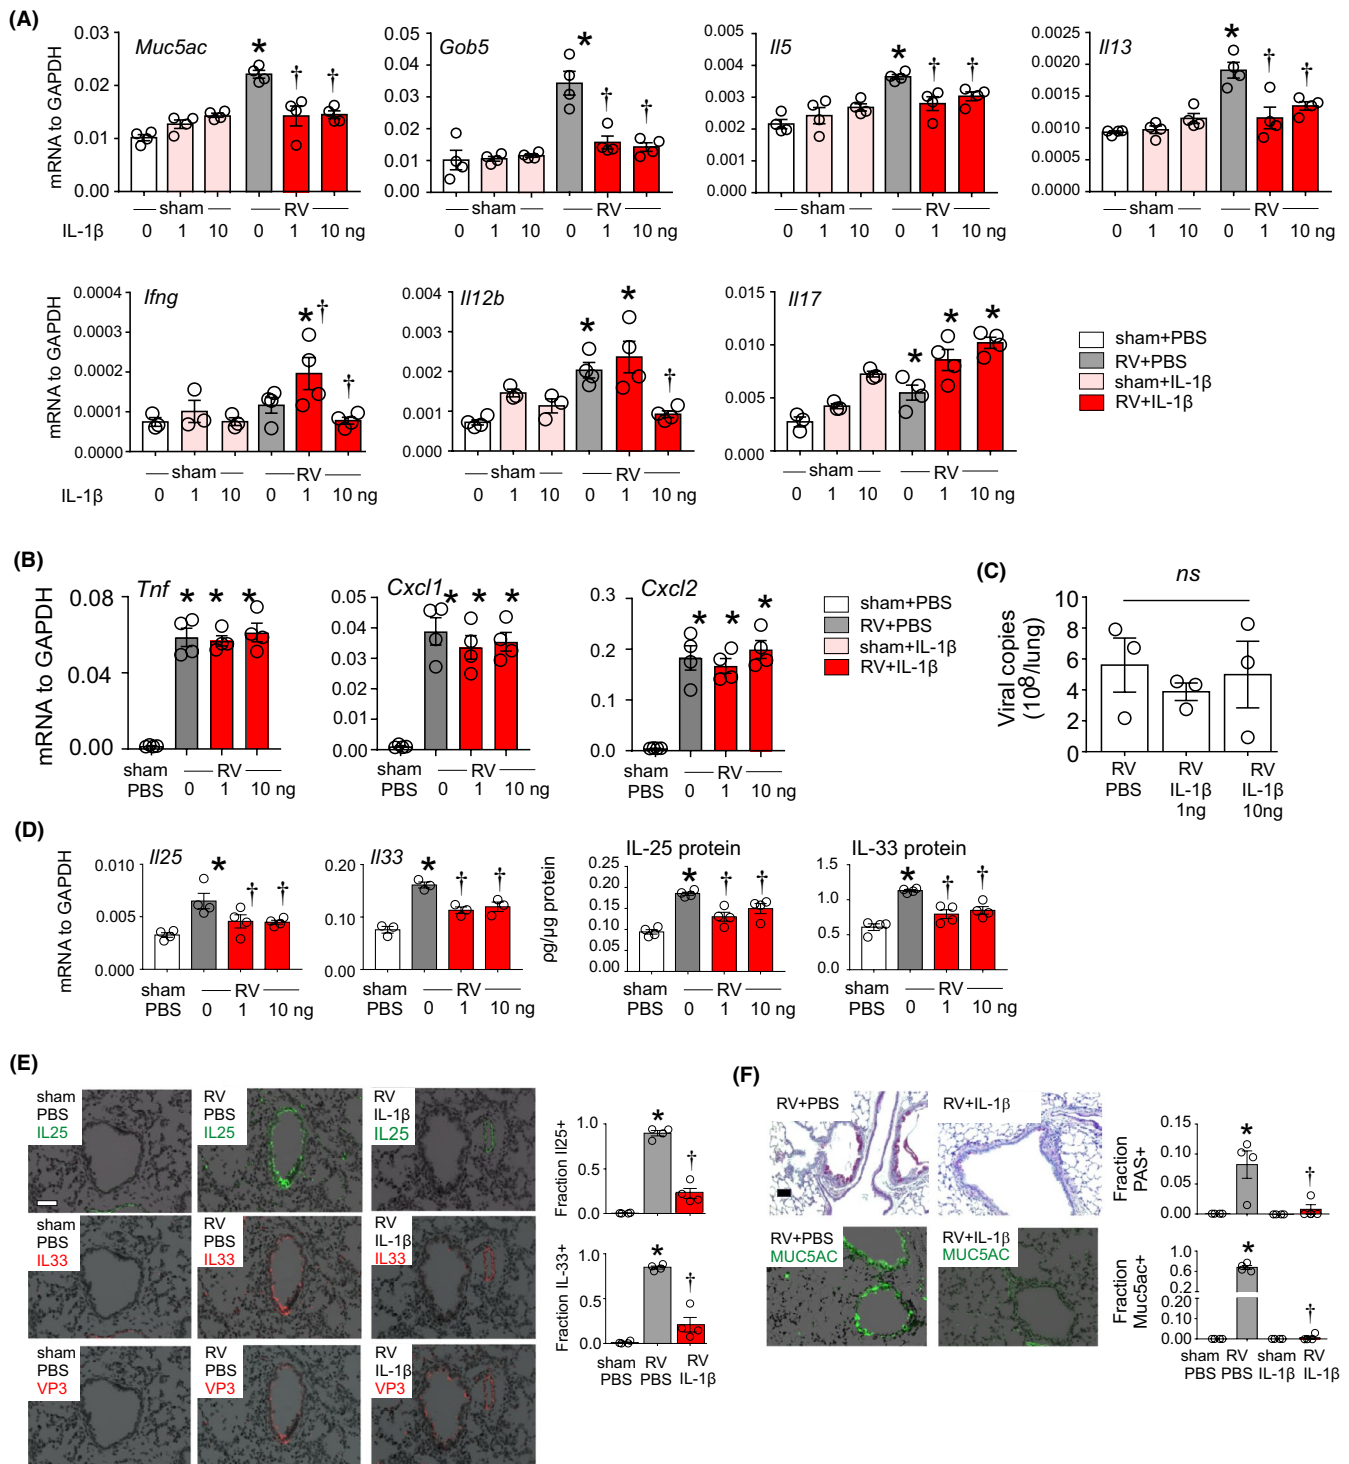 (A)
mRNA to GAPDH
0.03
0.02
0.01
0.00
Muc5ac
*
†
†
0.05
0.04
0.03
0.02
0.01
0.00
Gob5
*
†
†
0.005
0.004
0.003
0.002
0.001
0.000
Il5
*
†
†
0.0025
0.0020
0.0015
0.0010
0.0005
0.0000
Il13
*
†
†
sham RV sham RV sham RV sham RV
IL-1β 0 1 10 0 1 10 ng 0 1 10 0 1 10 ng 0 1 10 0 1 10 ng 0 1 10 0 1 10 ng
mRNA to GAPDH
0.0004
0.0003
0.0002
0.0001
0.0000
Ifng
*†
†
0.004
0.003
0.002
0.001
0.000
Il12b
*
*
†
0.015
0.010
0.005
0.000
Il17
*
*
*
sham RV sham RV sham RV
IL-1β 0 1 10 0 1 10 ng 0 1 10 0 1 10 ng 0 1 10 0 1 10 ng
sham+PBS
RV+PBS
sham+IL-1β
RV+IL-1β
(B)
mRNA to GAPDH
0.08
0.04
0.00
Tnf
* * *
sham
PBS
RV
0 1 10 ng
0.05
0.04
0.03
0.02
0.01
0.00
Cxcl1
* * *
sham
PBS
RV
0 1 10 ng
0.3
0.2
0.1
0.0
Cxcl2
* * *
sham
PBS
RV
0 1 10 ng
sham+PBS
RV+PBS
sham+IL-1β
RV+IL-1β
(C)
ns
Viral copies
(10⁸/lung)
10
8
6
4
2
0
RV RV RV
PBS IL-1β IL-1β
1ng 10ng
(D)
mRNA to GAPDH
0.010
0.005
0.000
Il25
* † †
sham
PBS
RV
0 1 10 ng
0.20
0.10
0.00
Il33
* † †
sham
PBS
RV
0 1 10 ng
IL-25 protein
pg/µg protein
0.25
0.20
0.15
0.10
0.05
0.00
* † †
sham
PBS
RV
0 1 10 ng
IL-33 protein
1.5
1.0
0.5
0.0
* † †
sham
PBS
RV
0 1 10 ng
(E)
sham
PBS
IL25
RV
PBS
IL25
RV
IL-1β
IL25
sham
PBS
IL33
RV
PBS
IL33
RV
IL-1β
IL33
sham
PBS
VP3
RV
PBS
VP3
RV
IL-1β
VP3
Fraction Il25+
1.0
0.5
0.0
*
†
Fraction IL-33+
1.0
0.5
0.0
*
†
sham RV RV
PBS PBS IL-1β
(F)
RV+PBS
RV+IL-1β
RV+PBS
MUC5AC
RV+IL-1β
MUC5AC
Fraction
PAS+
0.15
0.10
0.05
0.00
*
†
Fraction
Muc5ac+
1.0
0.6
0.20
0.10
0.00
*
†
sham RV sham RV
PBS PBS IL-1β IL-1β